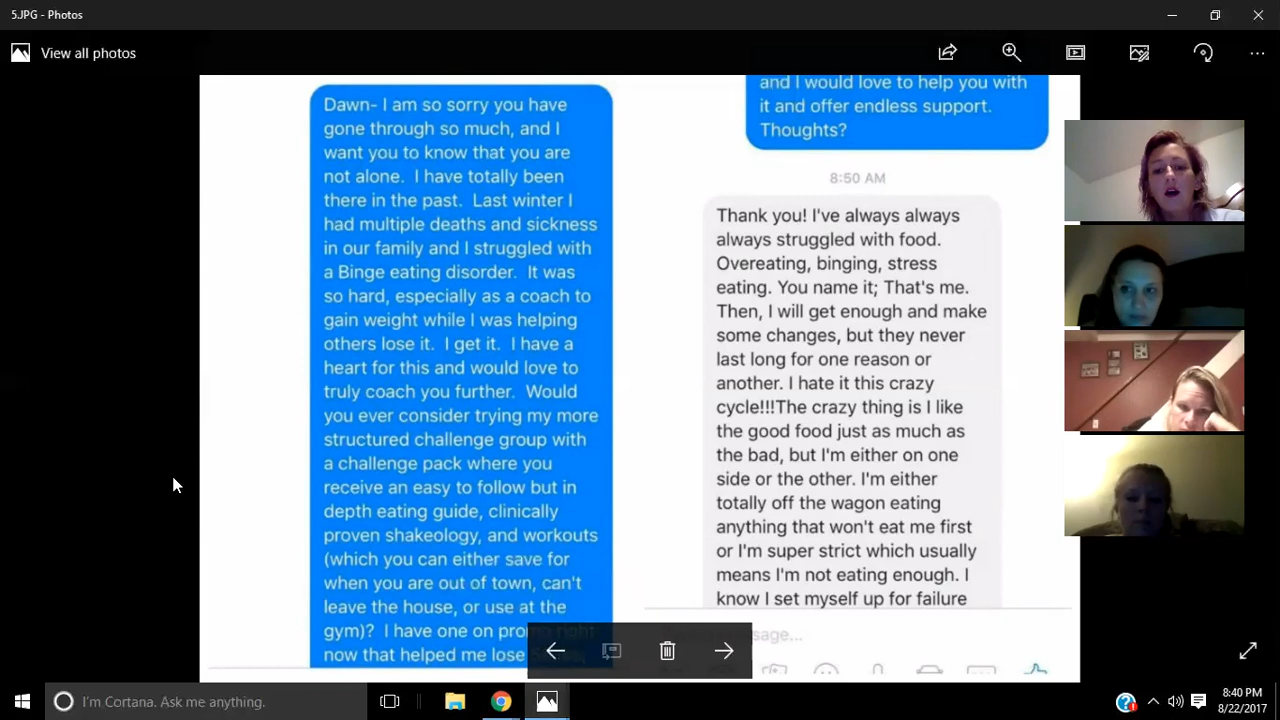 5.JPG - Photos
View all photos
Dawn- I am so sorry you have
gone through so much, and I
want you to know that you are
not alone.  I have totally been
there in the past.  Last winter I
had multiple deaths and sickness
in our family and I struggled with
a Binge eating disorder.  It was
so hard, especially as a coach to
gain weight while I was helping
others lose it.  I get it.  I have a
heart for this and would love to
truly coach you further.  Would
you ever consider trying my more
structured challenge group with
a challenge pack where you
receive an easy to follow but in
depth eating guide, clinically
proven shakeology, and workouts
(which you can either save for
when you are out of town, can't
leave the house, or use at the
gym)?  I have one on promo right
now that helped me lose
and I would love to help you with
it and offer endless support.
Thoughts?
8:50 AM
Thank you! I've always always
always struggled with food.
Overeating, binging, stress
eating. You name it; That's me.
Then, I will get enough and make
some changes, but they never
last long for one reason or
another. I hate it this crazy
cycle!!!The crazy thing is I like
the good food just as much as
the bad, but I'm either on one
side or the other. I'm either
totally off the wagon eating
anything that won't eat me first
or I'm super strict which usually
means I'm not eating enough. I
know I set myself up for failure
sage...
I'm Cortana. Ask me anything.
8:40 PM
8/22/2017